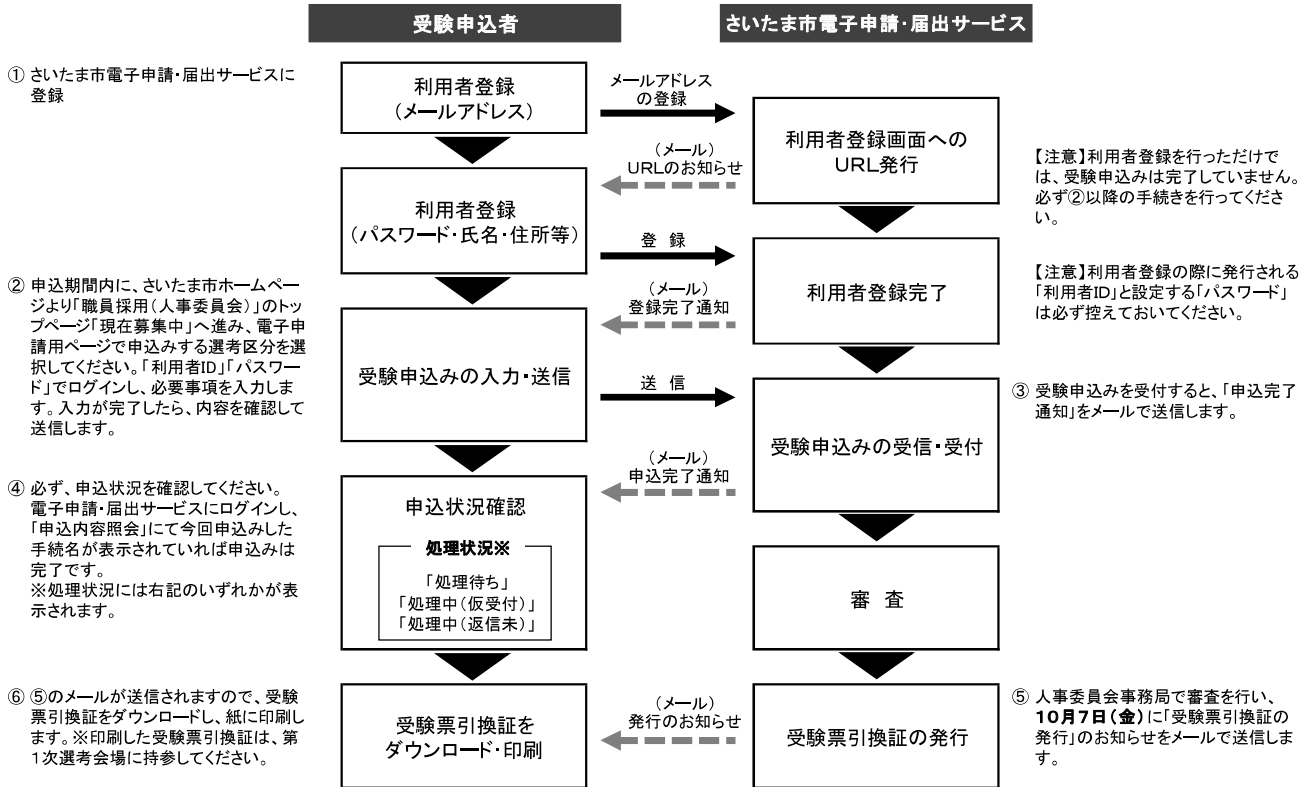 受験申込者
さいたま市電子申請・届出サービス
① さいたま市電子申請・届出サービスに
登録
利用者登録
（メールアドレス）
メールアドレス
の登録
利用者登録画面への
ＵＲＬ発行
（メール）
ＵＲＬのお知らせ
【注意】利用者登録を行っただけで
は、受験申込みは完了していません。
必ず②以降の手続きを行ってくださ
い。
利用者登録
（パスワード・氏名・住所等）
登 録
利用者登録完了
【注意】利用者登録の際に発行される
「利用者ID」と設定する「パスワード」
は必ず控えておいてください。
（メール）
登録完了通知
② 申込期間内に、さいたま市ホームペー
ジより「職員採用（人事委員会）」のトッ
プページ「現在募集中」へ進み、電子申
請用ページで申込みする選考区分を選
択してください。「利用者ID」「パスワー
ド」でログインし、必要事項を入力しま
す。入力が完了したら、内容を確認して
送信します。
受験申込みの入力・送信
送 信
受験申込みの受信・受付
③ 受験申込みを受付すると、「申込完了
通知」をメールで送信します。
（メール）
申込完了通知
④ 必ず、申込状況を確認してください。
電子申請・届出サービスにログインし、
「申込内容照会」にて今回申込みした
手続名が表示されていれば申込みは
完了です。
※処理状況には右記のいずれかが表
示されます。
申込状況確認
処理状況※
「処理待ち」
「処理中（仮受付）」
「処理中（返信未）」
審 査
⑥ ⑤のメールが送信されますので、受験
票引換証をダウンロードし、紙に印刷し
ます。※印刷した受験票引換証は、第
１次選考会場に持参してください。
受験票引換証を
ダウンロード・印刷
（メール）
発行のお知らせ
受験票引換証の発行
⑤ 人事委員会事務局で審査を行い、
１０月７日（金）に「受験票引換証の
発行」のお知らせをメールで送信しま
す。